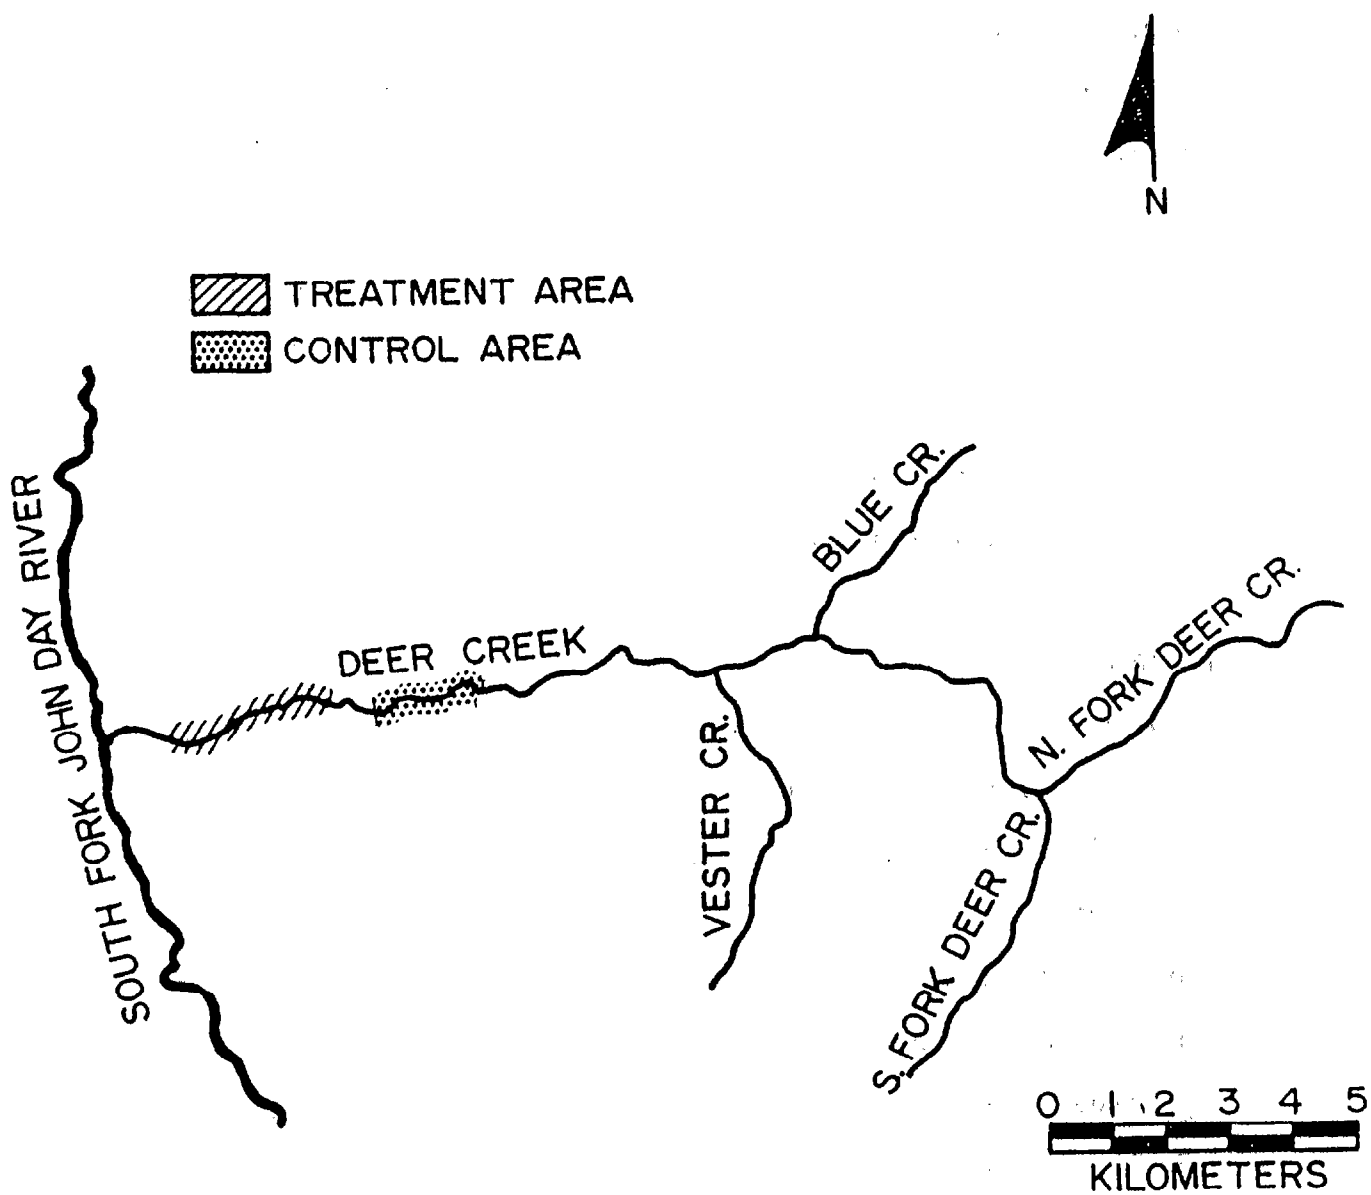 N
TREATMENT AREA
CONTROL AREA
BLUE CR.
SOUTH FORK JOHN DAY RIVER
DEER CREEK
N. FORK DEER CR.
VESTER CR.
S. FORK DEER CR.
0 1 2 3 4 5
KILOMETERS